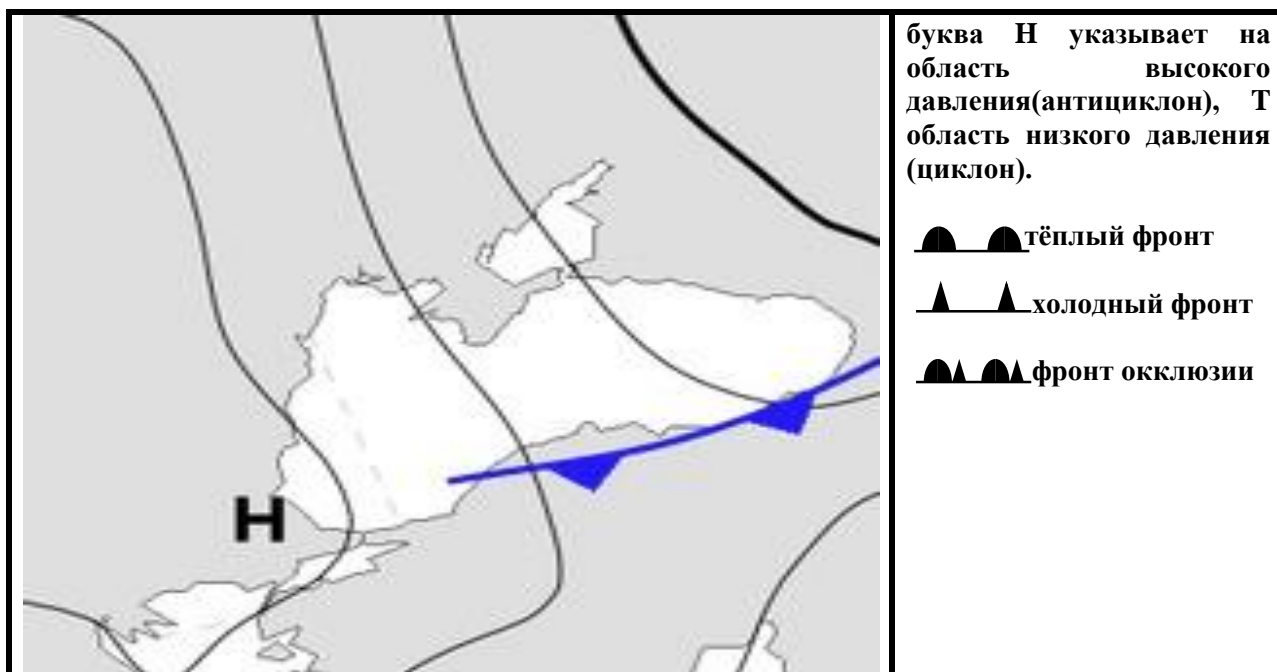 буква Н указывает на
область высокого
давления(антициклон), Т
область низкого давления
(циклон).
тёплый фронт
холодный фронт
фронт окклюзии
H